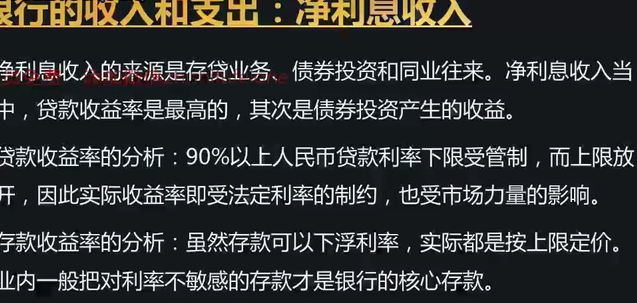 银行的收入和支出：净利息收入
净利息收入的来源是存贷业务、债券投资和同业往来。净利息收入当
中，贷款收益率是最高的，其次是债券投资产生的收益。
贷款收益率的分析：90%以上人民币贷款利率下限受管制，而上限放
开，因此实际收益率即受法定利率的制约，也受市场力量的影响。
存款收益率的分析：虽然存款可以下浮利率，实际都是按上限定价。
业内一般把对利率不敏感的存款才是银行的核心存款。